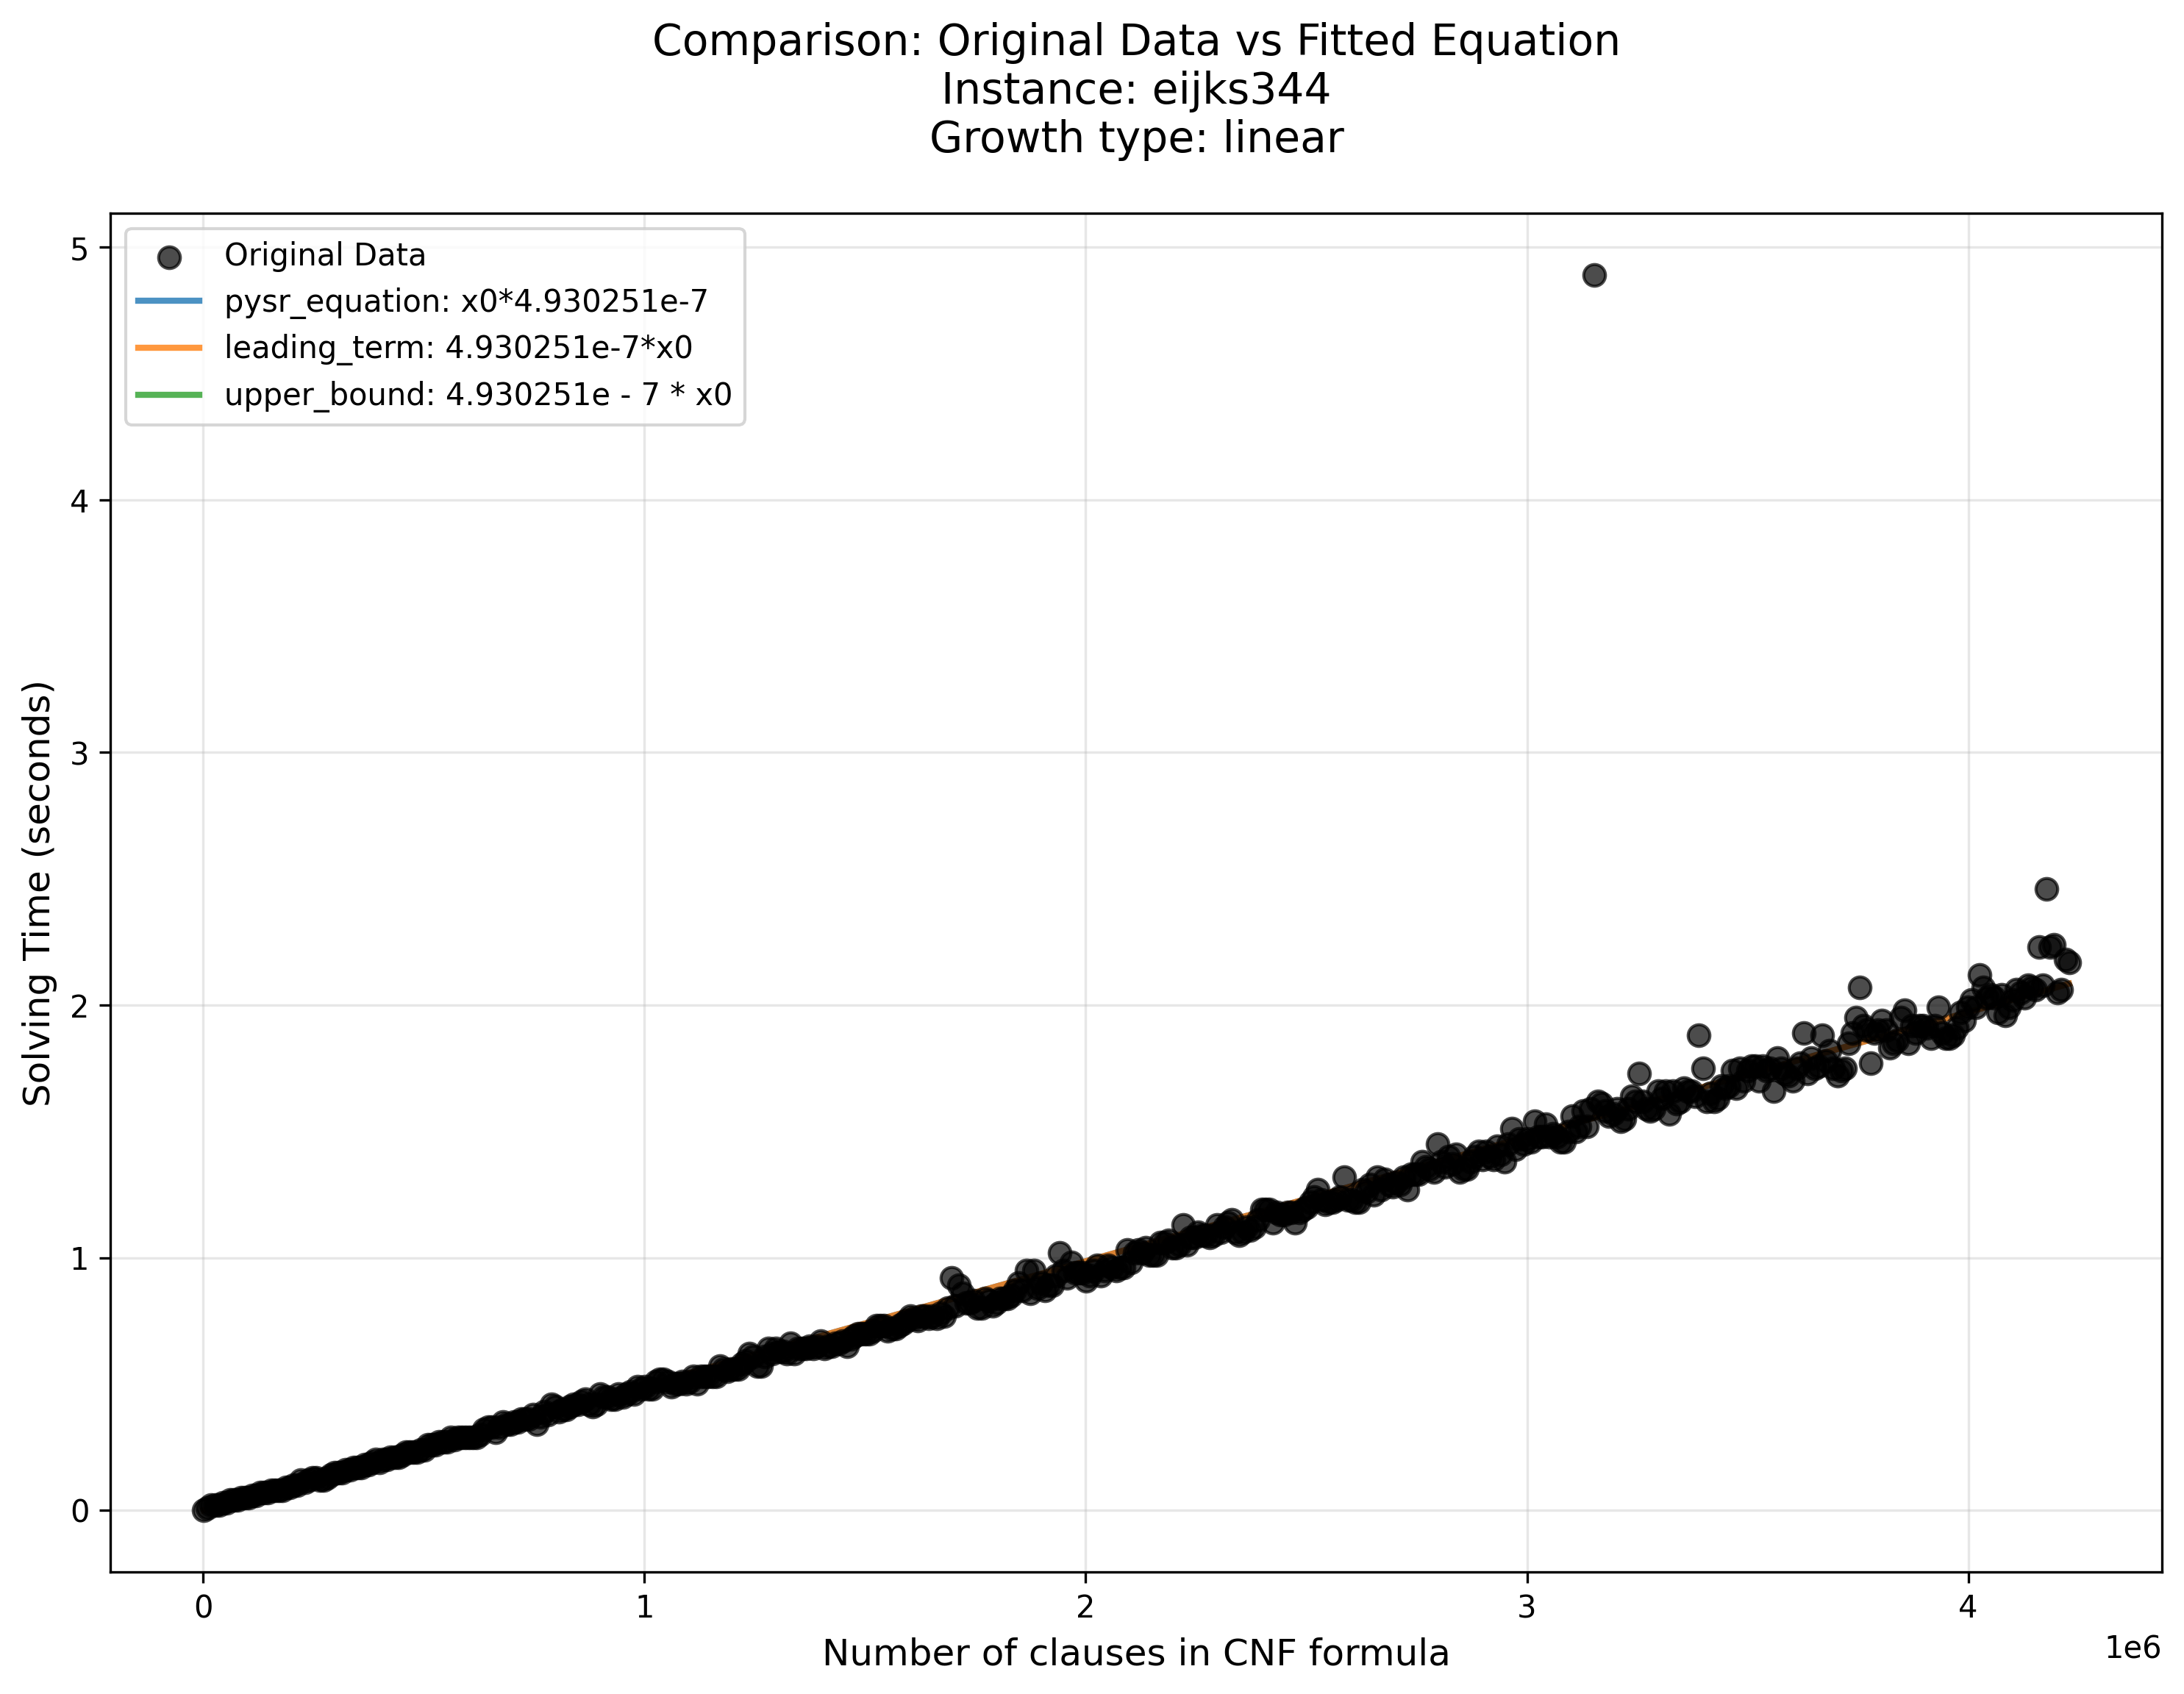 Comparison: Original Data vs Fitted Equation
Instance: eijks344
Growth type: linear
Original Data
pysr_equation: x0*4.930251e-7
leading_term: 4.930251e-7*x0
upper_bound: 4.930251e - 7 * x0
5
4
3
2
1
0
Solving Time (seconds)
0
1
2
3
4
1e6
Number of clauses in CNF formula